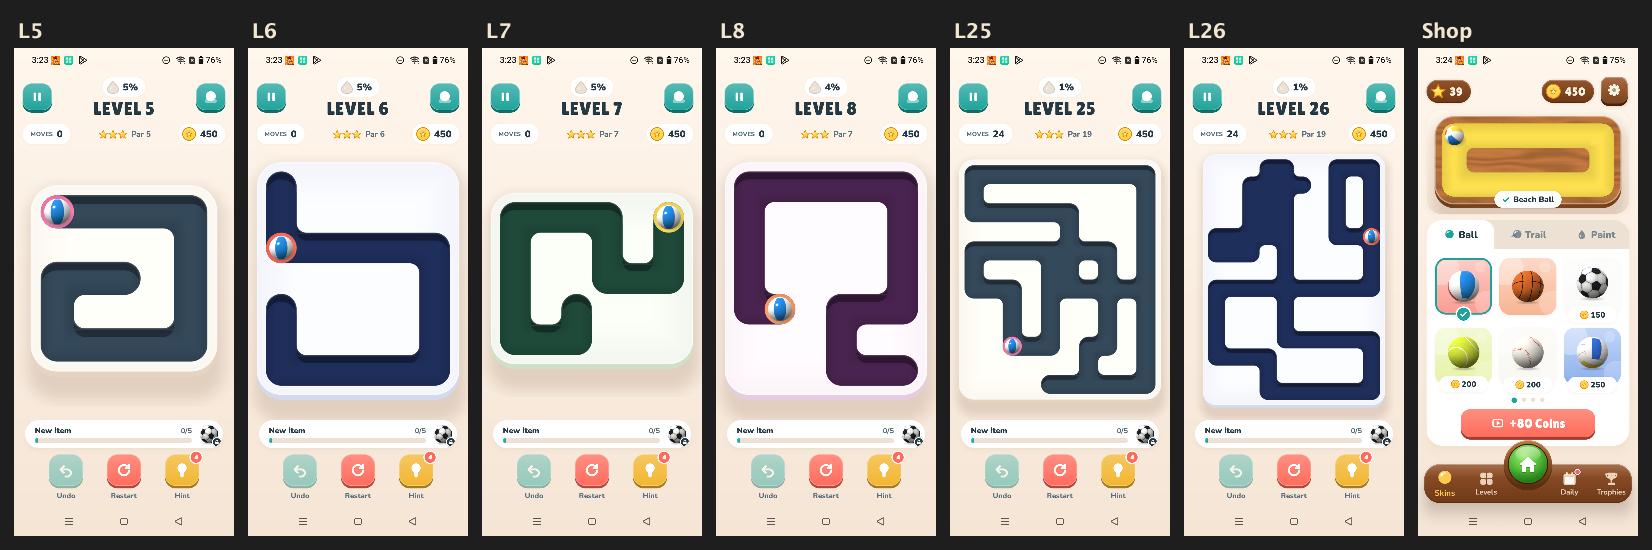 L5
3:23
76%
5%
LEVEL 5
MOVES 0
Par 5
450
New item
0/5
4
Undo
Restart
Hint
L6
3:23
76%
5%
LEVEL 6
MOVES 0
Par 6
450
New item
0/5
4
Undo
Restart
Hint
L7
3:23
76%
5%
LEVEL 7
MOVES 0
Par 7
450
New item
0/5
4
Undo
Restart
Hint
L8
3:23
76%
4%
LEVEL 8
MOVES 0
Par 7
450
New item
0/5
4
Undo
Restart
Hint
L25
3:23
76%
1%
LEVEL 25
MOVES 24
Par 19
450
New item
0/5
4
Undo
Restart
Hint
L26
3:23
76%
1%
LEVEL 26
MOVES 24
Par 19
450
New item
0/5
4
Undo
Restart
Hint
Shop
3:24
75%
39
450
Beach Ball
Ball
Trail
Paint
150
200
200
250
+80 Coins
Skins
Levels
Daily
Trophies